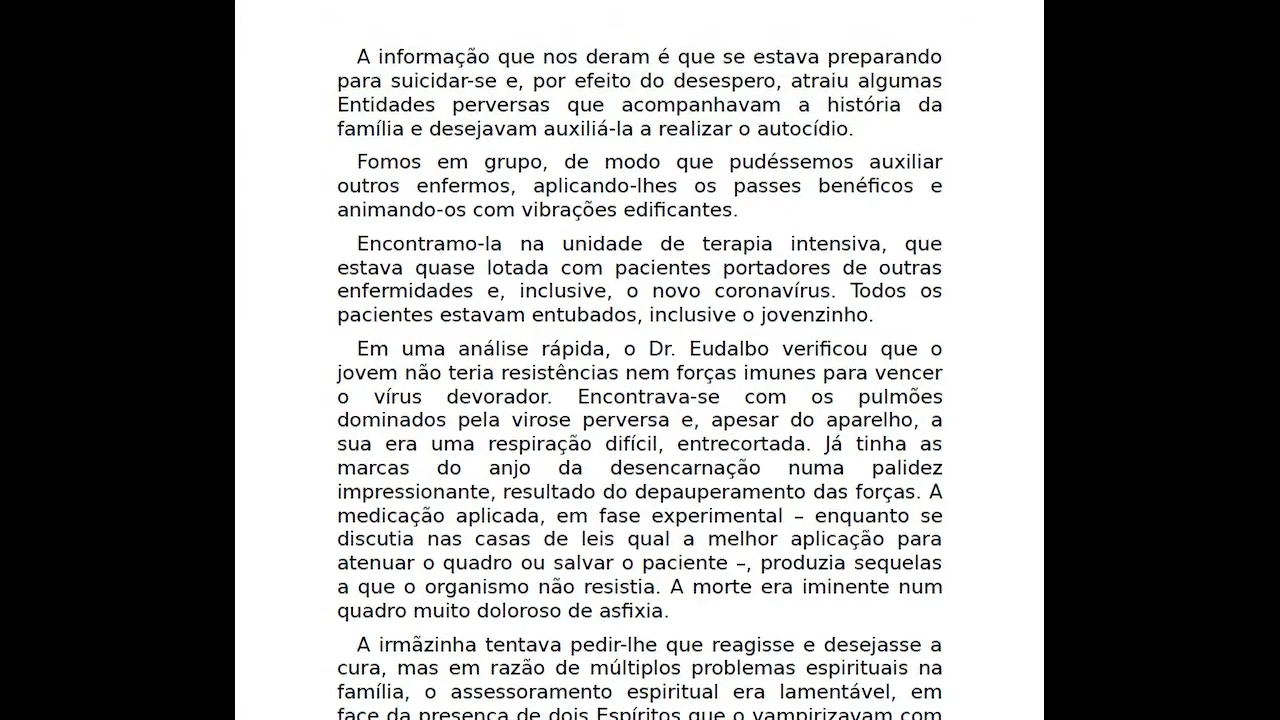 A informação que nos deram é que se estava preparando
para suicidar-se e, por efeito do desespero, atraiu algumas
Entidades perversas que acompanhavam a história da
família e desejavam auxiliá-la a realizar o autocídio.
Fomos em grupo, de modo que pudéssemos auxiliar
outros enfermos, aplicando-lhes os passes benéficos e
animando-os com vibrações edificantes.
Encontramo-la na unidade de terapia intensiva, que
estava quase lotada com pacientes portadores de outras
enfermidades e, inclusive, o novo coronavírus. Todos os
pacientes estavam entubados, inclusive o jovenzinho.
Em uma análise rápida, o Dr. Eudalbo verificou que o
jovem não teria resistências nem forças imunes para vencer
o vírus devorador. Encontrava-se com os pulmões
dominados pela virose perversa e, apesar do aparelho, a
sua era uma respiração difícil, entrecortada. Já tinha as
marcas do anjo da desencarnação numa palidez
impressionante, resultado do depauperamento das forças. A
medicação aplicada, em fase experimental – enquanto se
discutia nas casas de leis qual a melhor aplicação para
atenuar o quadro ou salvar o paciente –, produzia sequelas
a que o organismo não resistia. A morte era iminente num
quadro muito doloroso de asfixia.
A irmãzinha tentava pedir-lhe que reagisse e desejasse a
cura, mas em razão de múltiplos problemas espirituais na
família, o assessoramento espiritual era lamentável, em
face da presença de dois Espíritos que o vampirizavam com